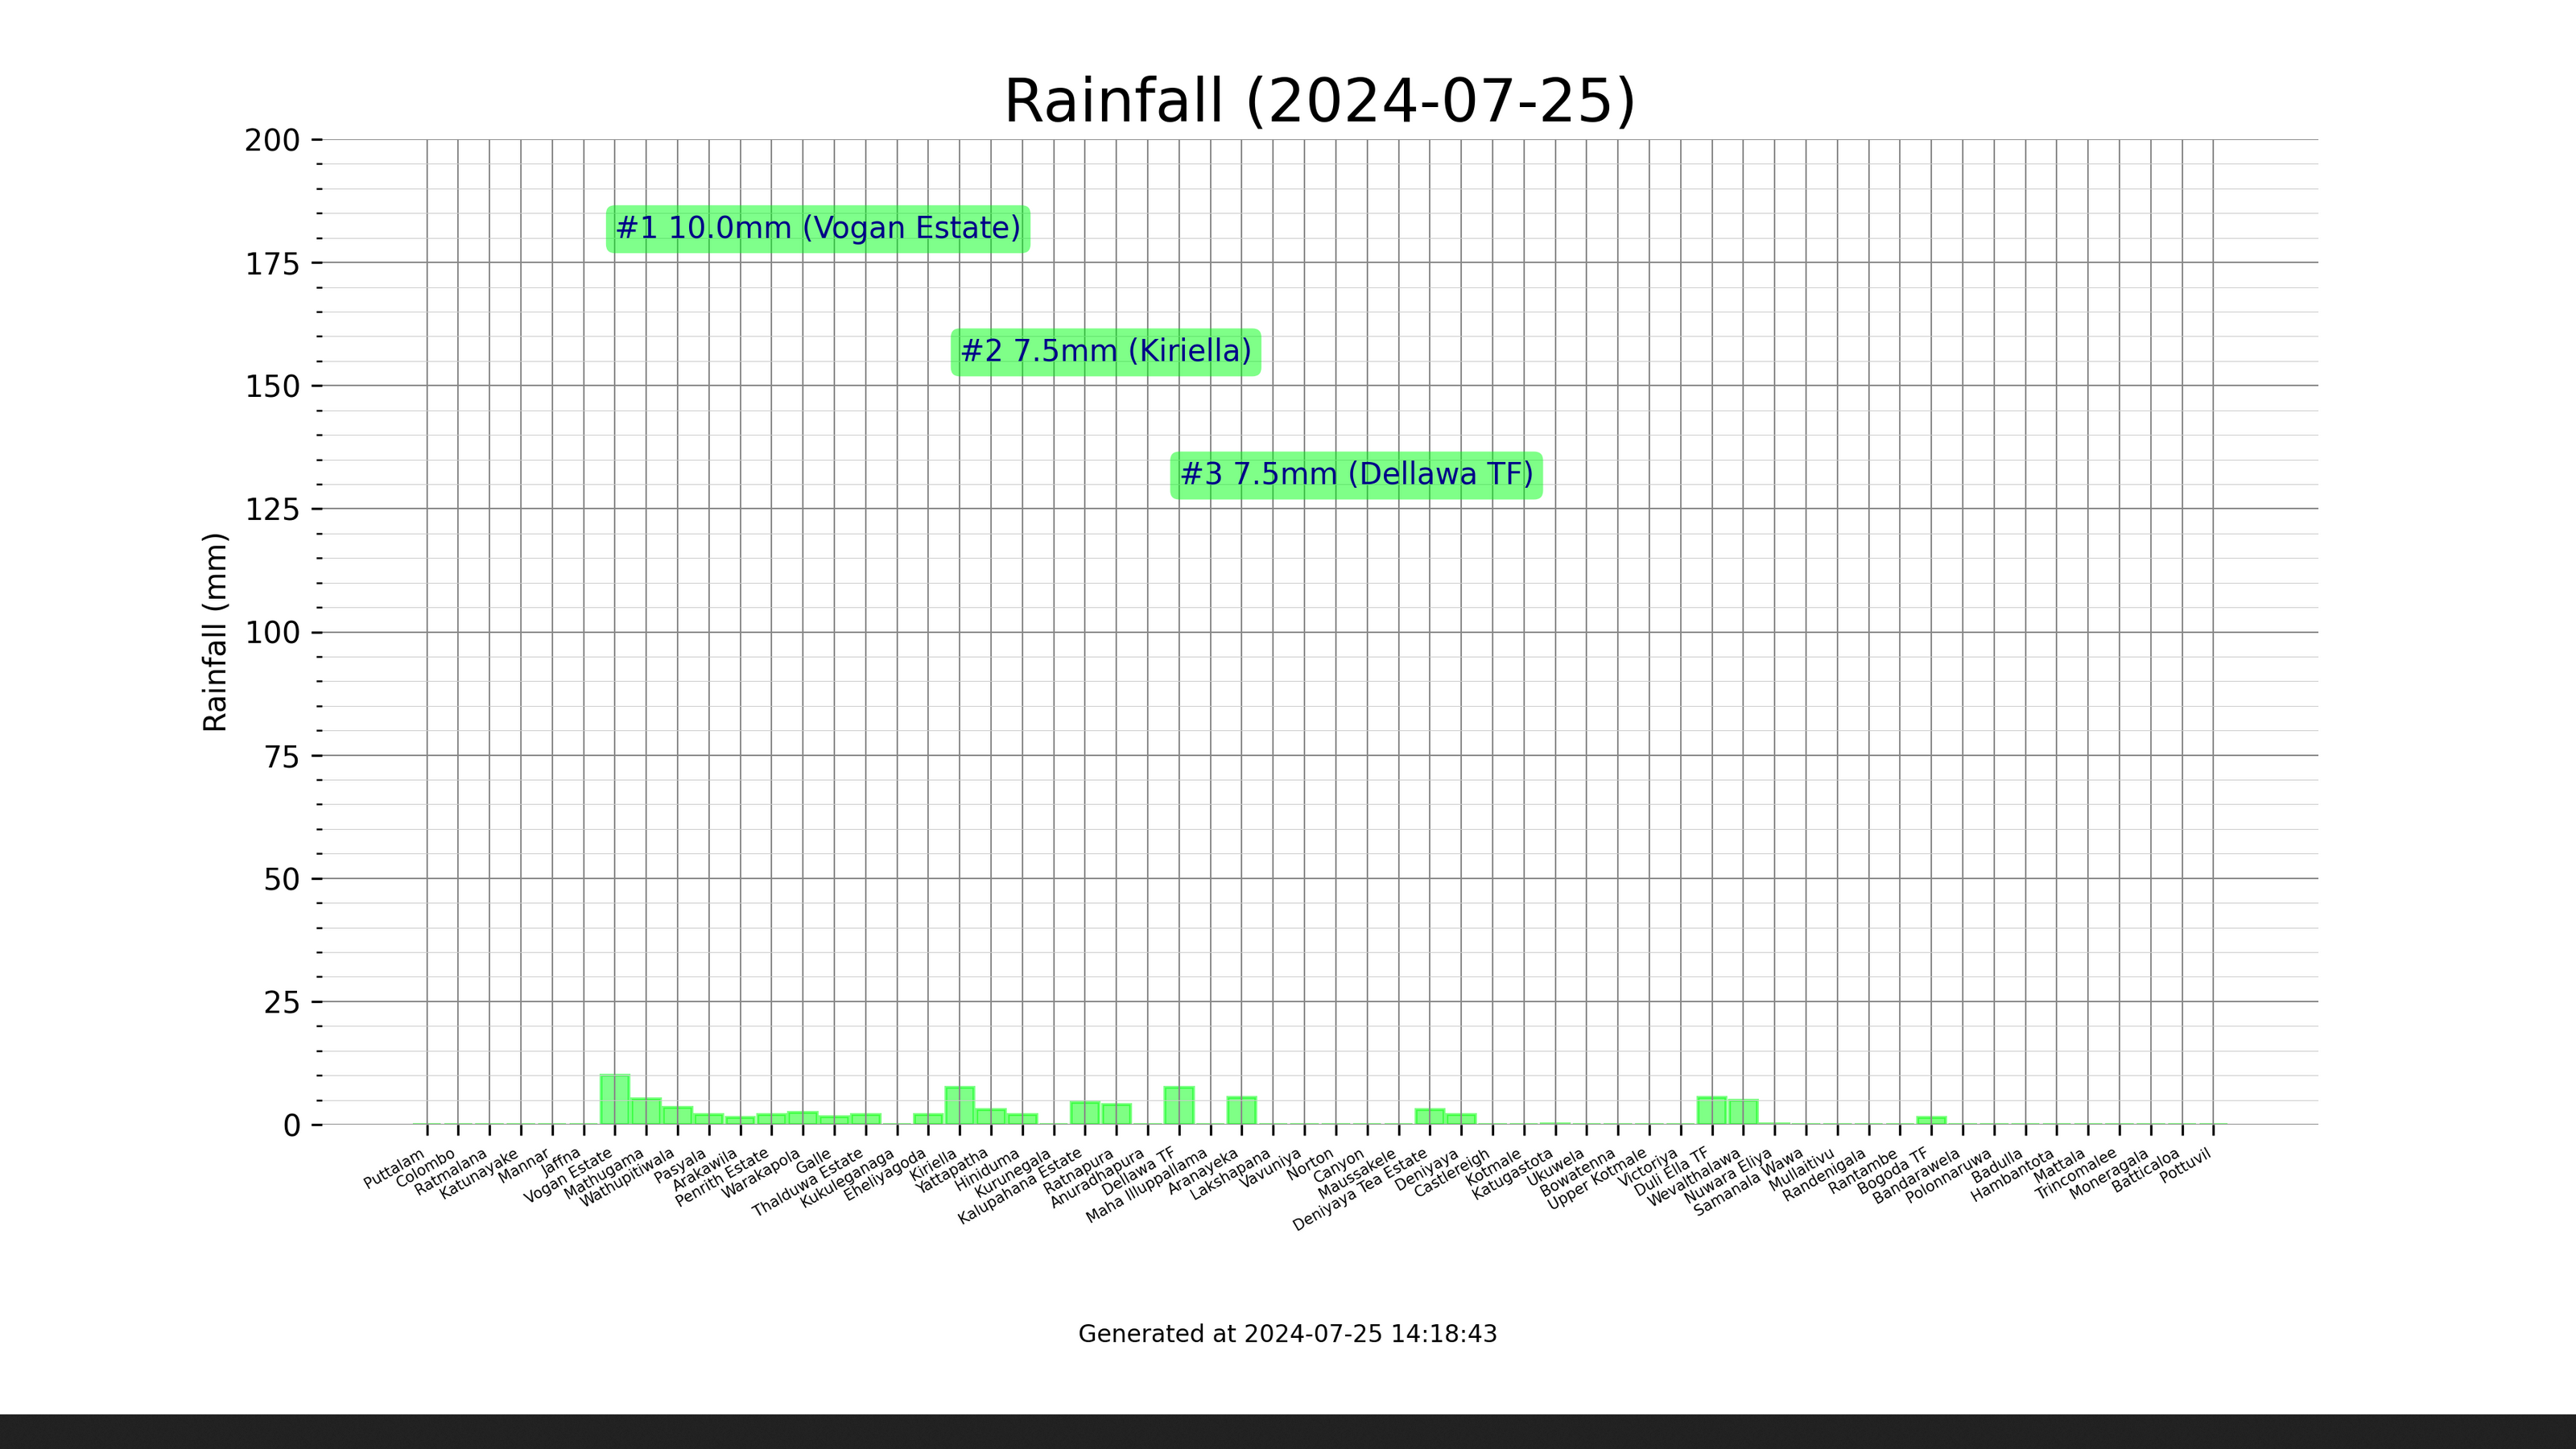 Rainfall (2024-07-25)
200
175
150
125
100
75
50
25
0
Rainfall (mm)
#1 10.0mm (Vogan Estate)
#2 7.5mm (Kiriella)
#3 7.5mm (Dellawa TF)
Puttalam
Colombo
Ratmalana
Katunayake
Mannar
Jaffna
Vogan Estate
Mathugama
Wathupitiwala
Pasyala
Arakawila
Penrith Estate
Warakapola
Galle
Thalduwa Estate
Kukuleganaga
Eheliyagoda
Kiriella
Yattapatha
Hiniduma
Kurunegala
Kalupahana Estate
Ratnapura
Anuradhapura
Dellawa TF
Maha Illuppallama
Aranayeka
Lakshapana
Vavuniya
Norton
Canyon
Maussakele
Deniyaya Tea Estate
Deniyaya
Castlereigh
Kotmale
Katugastota
Ukuwela
Bowatenna
Upper Kotmale
Victoriya
Duli Ella TF
Wevalthalawa
Nuwara Eliya
Samanala Wawa
Mullaitivu
Randenigala
Rantambe
Bogoda TF
Bandarawela
Polonnaruwa
Badulla
Hambantota
Mattala
Trincomalee
Moneragala
Batticaloa
Pottuvil
Generated at 2024-07-25 14:18:43